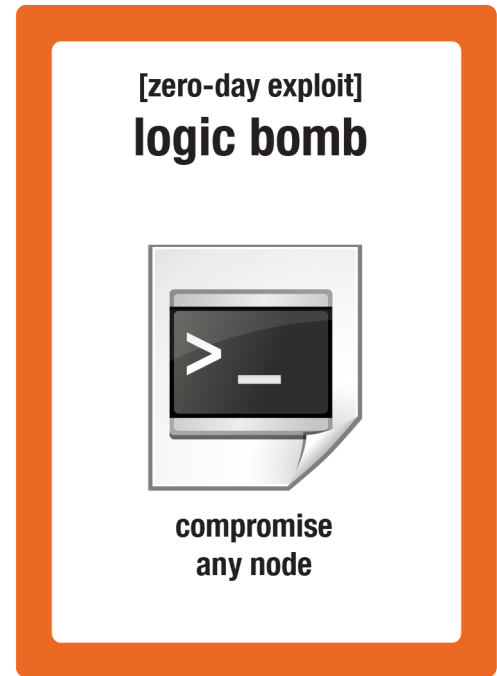 [zero-day exploit]
logic bomb
>_
compromise
any node